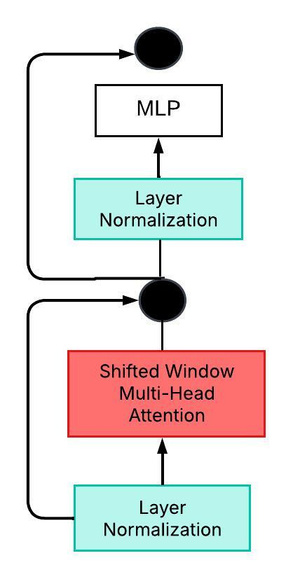 MLP
Layer
Normalization
Shifted Window
Multi-Head
Attention
Layer
Normalization